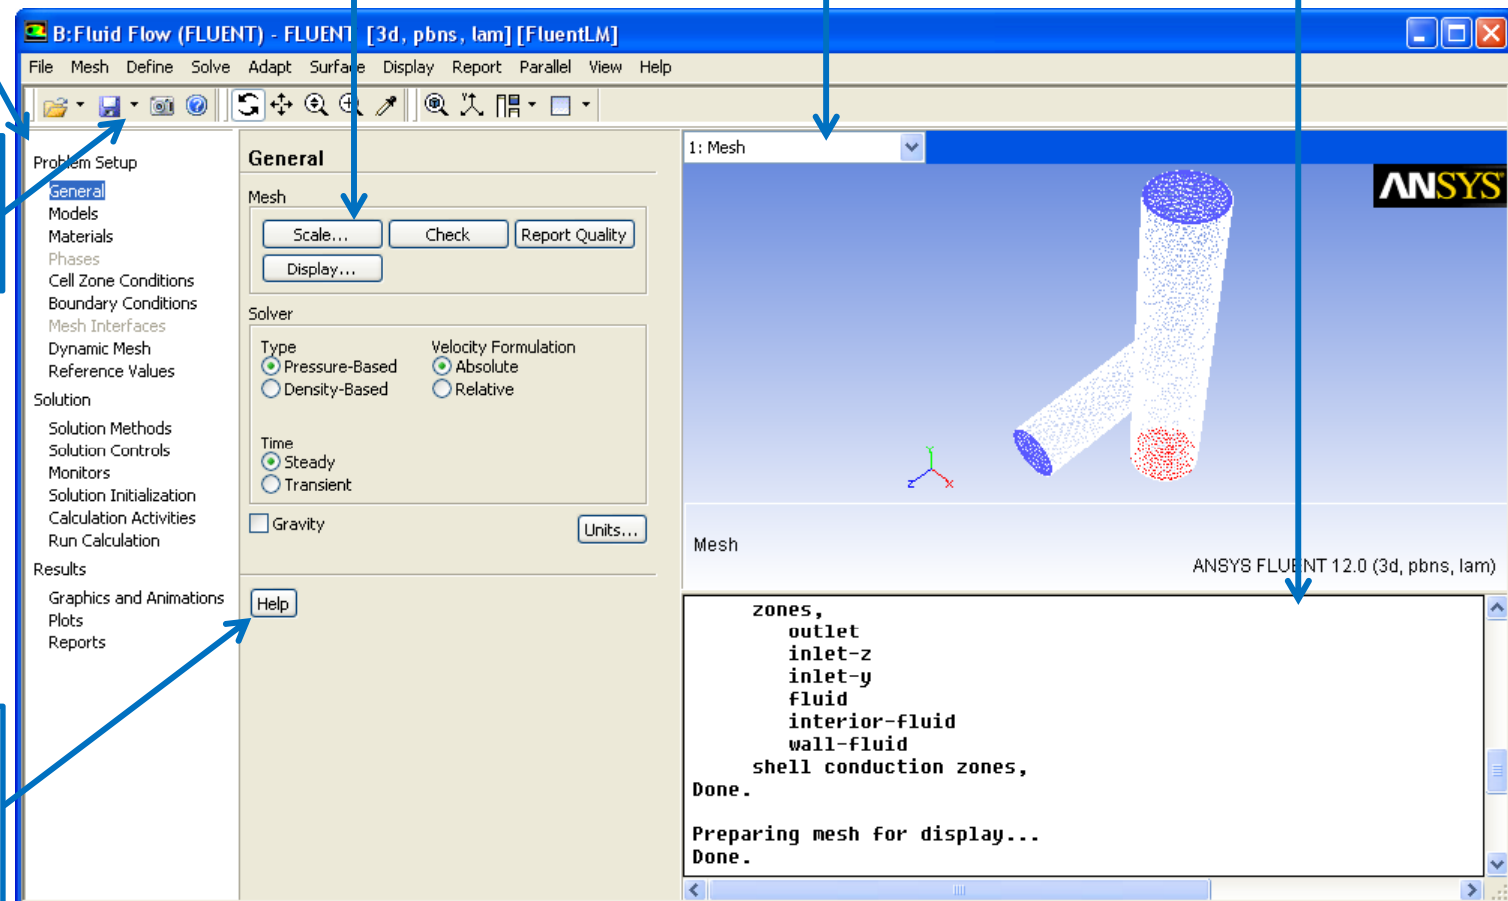 B:Fluid Flow (FLUENT) - FLUENT [3d, pbns, lam] [FluentLM]
File Mesh Define Solve Adapt Surface Display Report Parallel View Help
Problem Setup
General
Models
Materials
Phases
Cell Zone Conditions
Boundary Conditions
Mesh Interfaces
Dynamic Mesh
Reference Values
Solution
Solution Methods
Solution Controls
Monitors
Solution Initialization
Calculation Activities
Run Calculation
Results
Graphics and Animations
Plots
Reports
General
Mesh
Scale... Check Report Quality
Display...
Solver
Type Velocity Formulation
Pressure-Based Absolute
Density-Based Relative
Time
Steady
Transient
Gravity Units...
Help
1: Mesh
ANSYS
Y
Z X
Mesh
ANSYS FLUENT 12.0 (3d, pbns, lam)
zones,
outlet
inlet-z
inlet-y
fluid
interior-fluid
wall-fluid
shell conduction zones,
Done.
Preparing mesh for display...
Done.